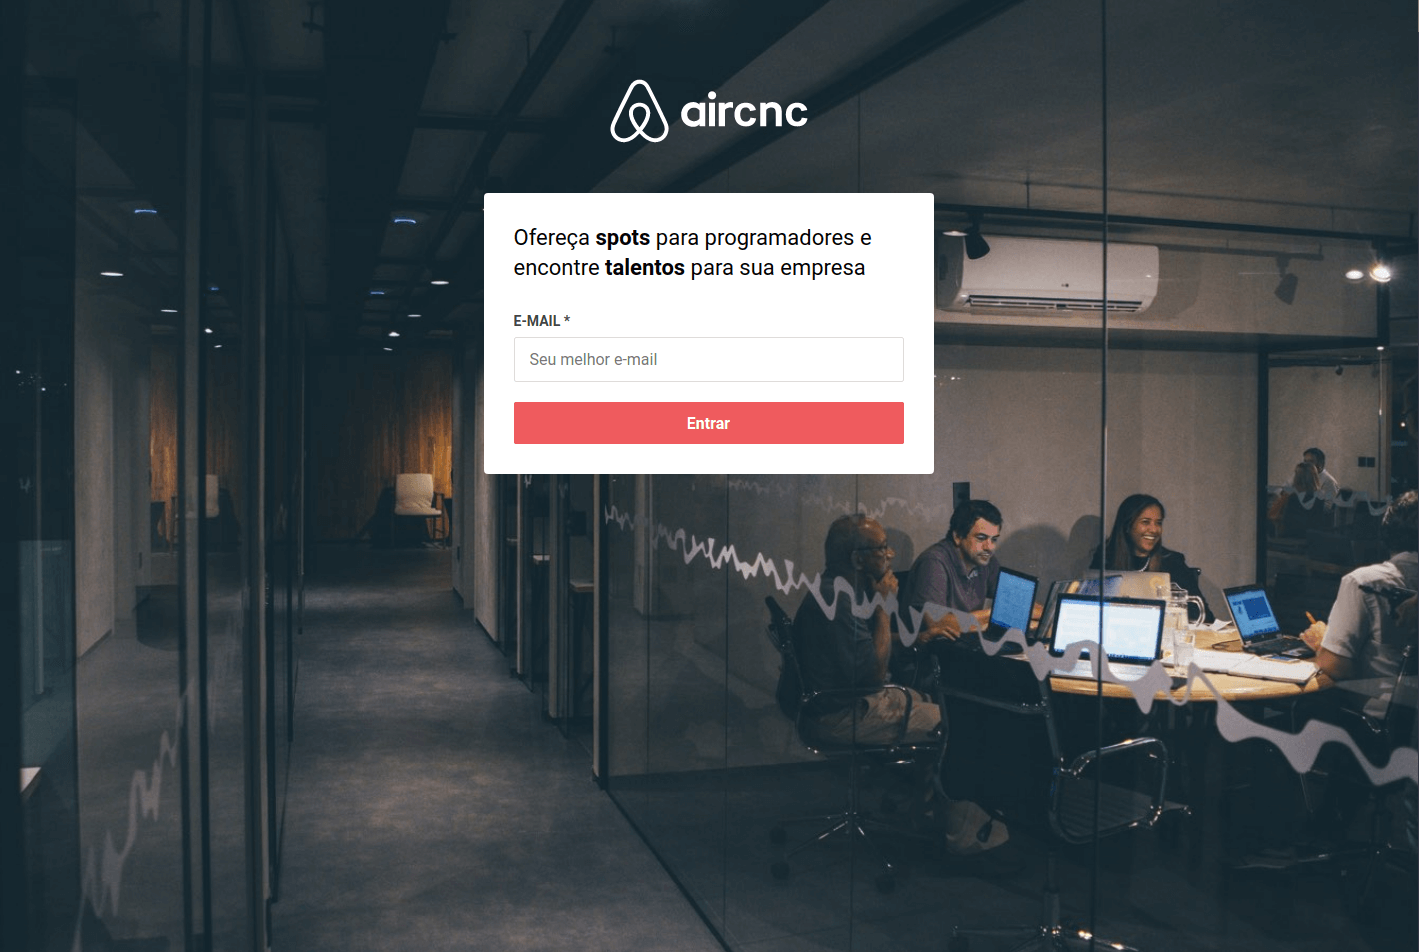 aircnc
Ofereça spots para programadores e
encontre talentos para sua empresa
E-MAIL *
Seu melhor e-mail
Entrar